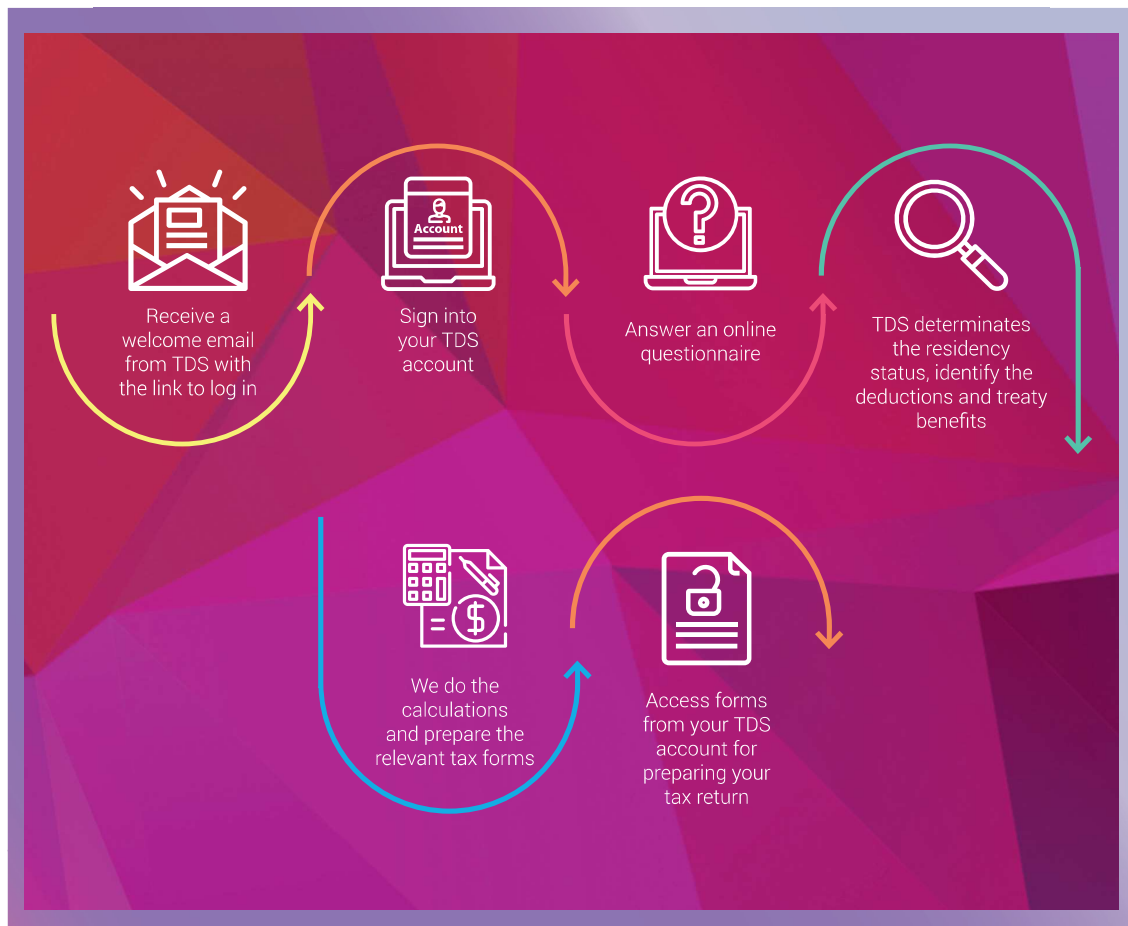 Receive a
welcome email
from TDS with
the link to log in
Account
Sign into
your TDS
account
Answer an online
questionnaire
TDS determinates
the residency
status, identify the
deductions and treaty
benefits
We do the
calculations
and prepare the
relevant tax forms
Access forms
from your TDS
account for
preparing your
tax return